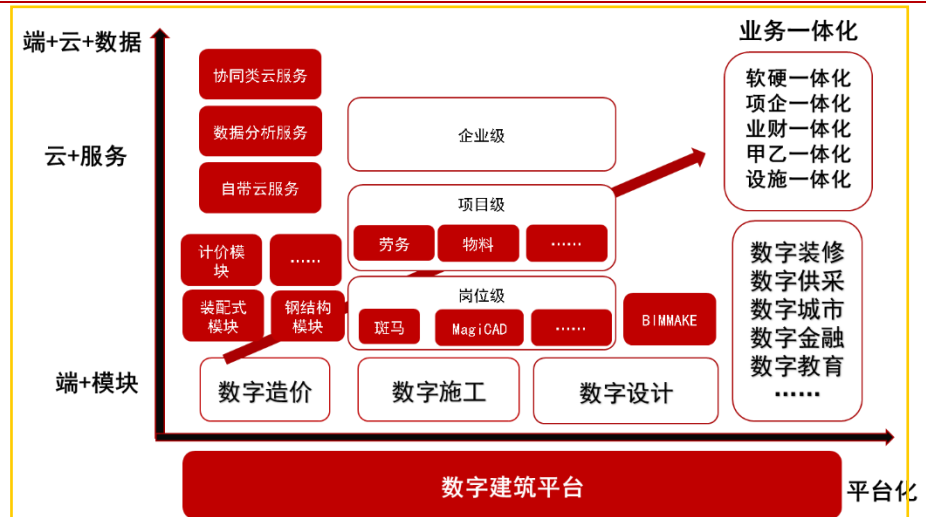 端+云+数据
云+服务
端+模块
协同类云服务
数据分析服务
自带云服务
计价模
块
……
装配式
模块
钢结构
模块
企业级
项目级
劳务
物料
……
岗位级
斑马
MagiCAD
……
BIMMAKE
数字造价
数字施工
数字设计
业务一体化
软硬一体化
项企一体化
业财一体化
甲乙一体化
设施一体化
数字装修
数字供采
数字城市
数字金融
数字教育
……
数字建筑平台
平台化